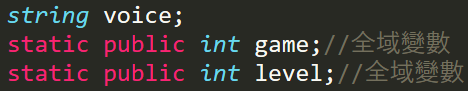 string voice;
static public int game;//全域變數
static public int level;//全域變數